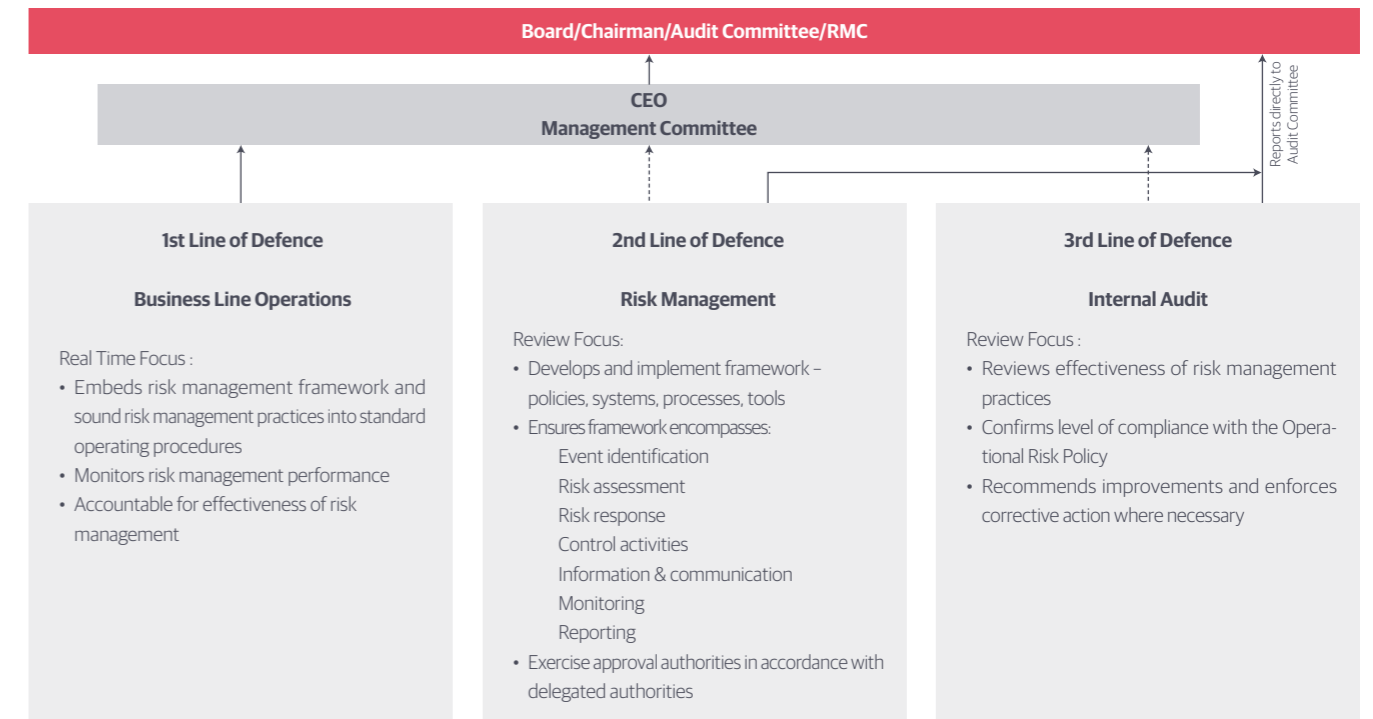 Board/Chairman/Audit Committee/RMC
CEO
Management Committee
Reports directly to
Audit Committee
1st Line of Defence
Business Line Operations
Real Time Focus :
• Embeds risk management framework and
sound risk management practices into standard
operating procedures
• Monitors risk management performance
• Accountable for effectiveness of risk
management
2nd Line of Defence
Risk Management
Review Focus:
• Develops and implement framework –
policies, systems, processes, tools
• Ensures framework encompasses:
Event identification
Risk assessment
Risk response
Control activities
Information & communication
Monitoring
Reporting
• Exercise approval authorities in accordance with
delegated authorities
3rd Line of Defence
Internal Audit
Review Focus :
• Reviews effectiveness of risk management
practices
• Confirms level of compliance with the Opera-
tional Risk Policy
• Recommends improvements and enforces
corrective action where necessary